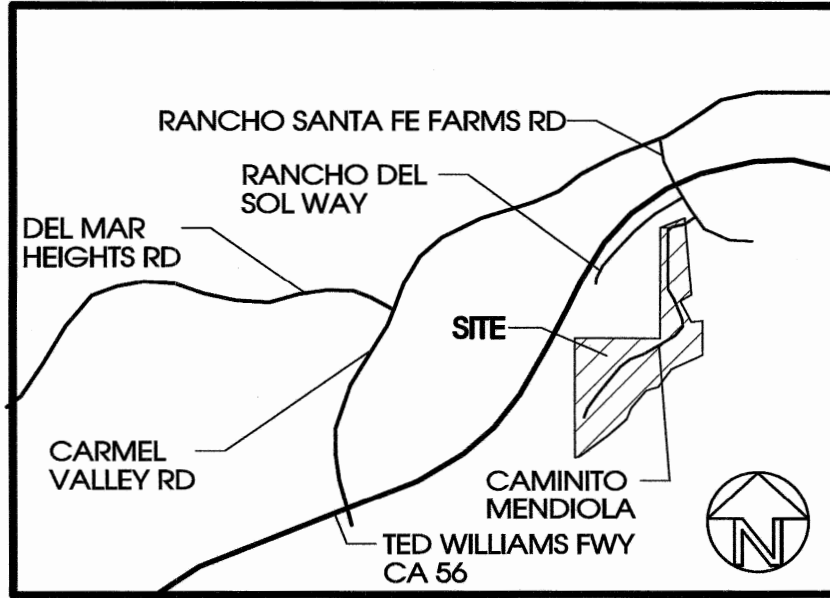 RANCHO SANTA FE FARMS RD
RANCHO DEL
SOL WAY
DEL MAR
HEIGHTS RD
SITE
CARMEL
VALLEY RD
CAMINITO
MENDIOLA
TED WILLIAMS FWY
CA 56
N